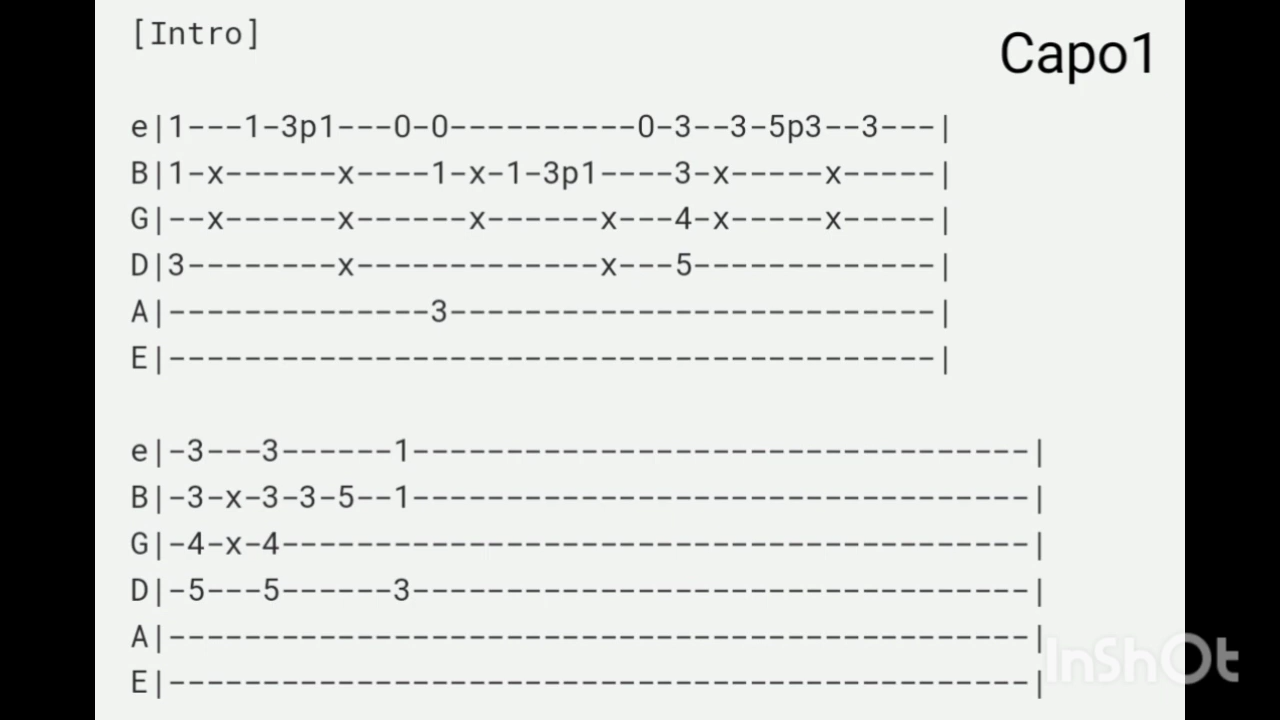 [Intro]
Capo1
e|1---1-3p1---0-0----------0-3--3-5p3--3---|
B|1-x------x----1-x-1-3p1----3-x-----x-----|
G|--x------x------x------x---4-x-----x-----|
D|3--------x-------------x---5-------------|
A|--------------3--------------------------|
E|-----------------------------------------|
e|-3---3------1---------------------------------|
B|-3-x-3-3-5--1---------------------------------|
G|-4-x-4----------------------------------------|
D|-5---5------3---------------------------------|
A|----------------------------------------------|
E|----------------------------------------------|
InShOt